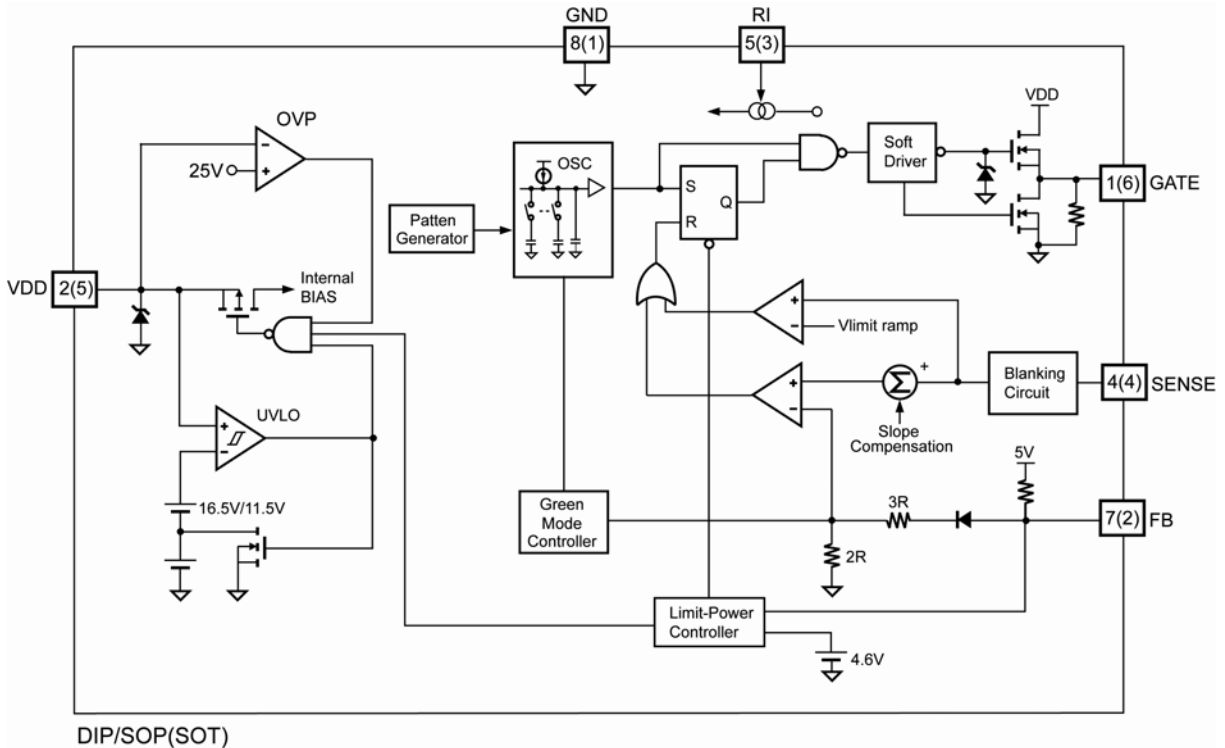 GND
8(1)
RI
5(3)
VDD
OVP
25V
−
+
OSC
Patten
Generator
S
R
Q
Soft
Driver
1(6)
GATE
VDD
2(5)
Internal
BIAS
+
−
Vlimit ramp
UVLO
+
−
+
−
Σ
+
Slope
Compensation
Blanking
Circuit
4(4)
SENSE
16.5V/11.5V
Green
Mode
Controller
3R
2R
5V
7(2)
FB
Limit-Power
Controller
4.6V
DIP/SOP(SOT)